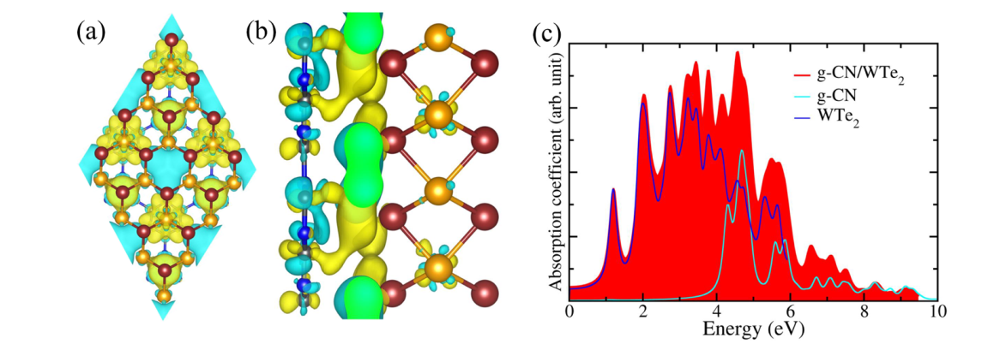 (a)
(b)
(c)
Absorption coefficient (arb. unit)
g-CN/WTe₂
g-CN
WTe₂
0 2 4 6 8 10
Energy (eV)